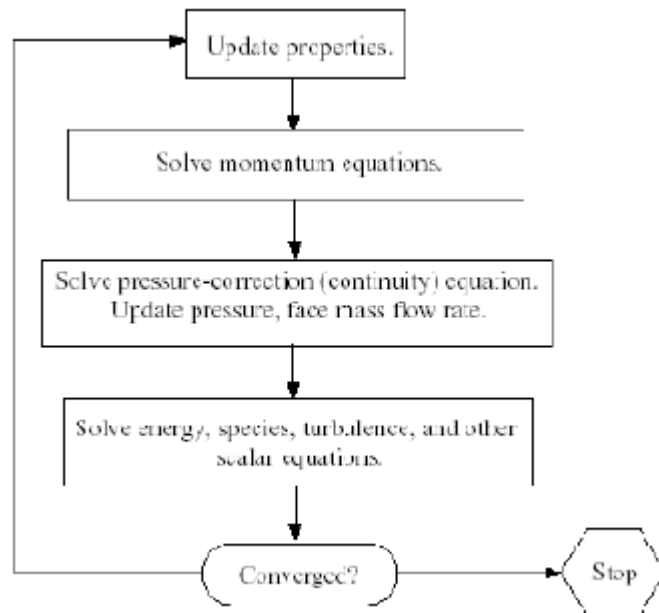 Update properties.
Solve momentum equations.
Solve pressure-correction (continuity) equation.
Update pressure, face mass flow rate.
Solve energy, species, turbulence, and other
scalar equations.
Converged?
Stop